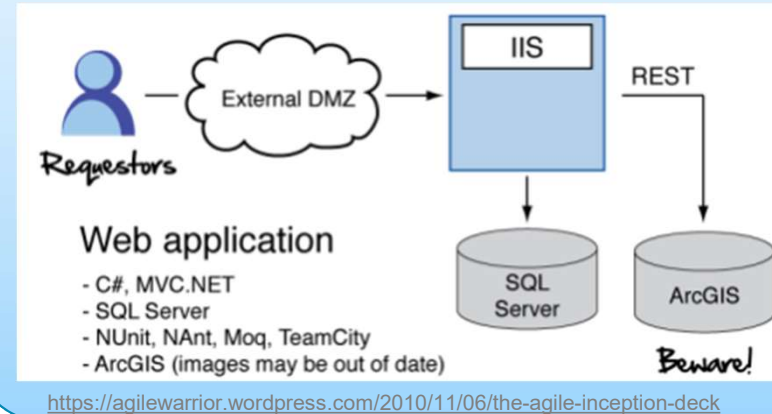 IIS
REST
External DMZ
Requestors
Web application
- C#, MVC.NET
- SQL Server
- NUnit, NAnt, Moq, TeamCity
- ArcGIS (images may be out of date)
SQL
Server
ArcGIS
Beware!
https://agilewarrior.wordpress.com/2010/11/06/the-agile-inception-deck